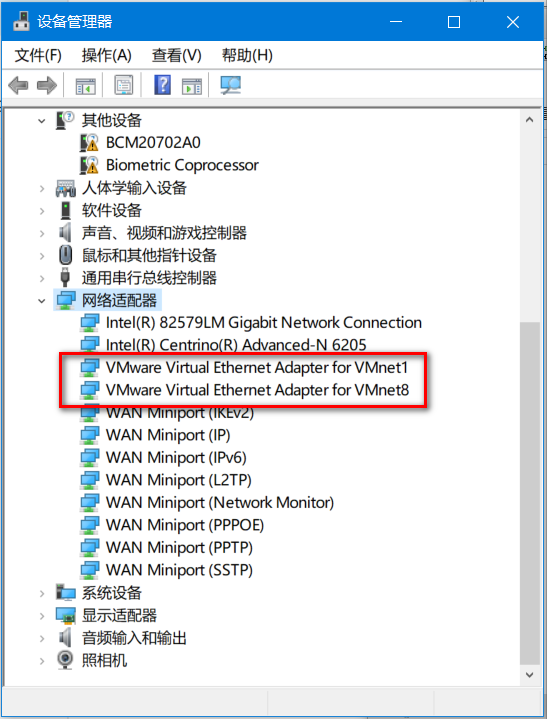 设备管理器
文件(F) 操作(A) 查看(V) 帮助(H)
其他设备
BCM20702A0
Biometric Coprocessor
人体学输入设备
软件设备
声音、视频和游戏控制器
鼠标和其他指针设备
通用串行总线控制器
网络适配器
Intel(R) 82579LM Gigabit Network Connection
Intel(R) Centrino(R) Advanced-N 6205
VMware Virtual Ethernet Adapter for VMnet1
VMware Virtual Ethernet Adapter for VMnet8
WAN Miniport (IKEv2)
WAN Miniport (IP)
WAN Miniport (IPv6)
WAN Miniport (L2TP)
WAN Miniport (Network Monitor)
WAN Miniport (PPPOE)
WAN Miniport (PPTP)
WAN Miniport (SSTP)
系统设备
显示适配器
音频输入和输出
照相机